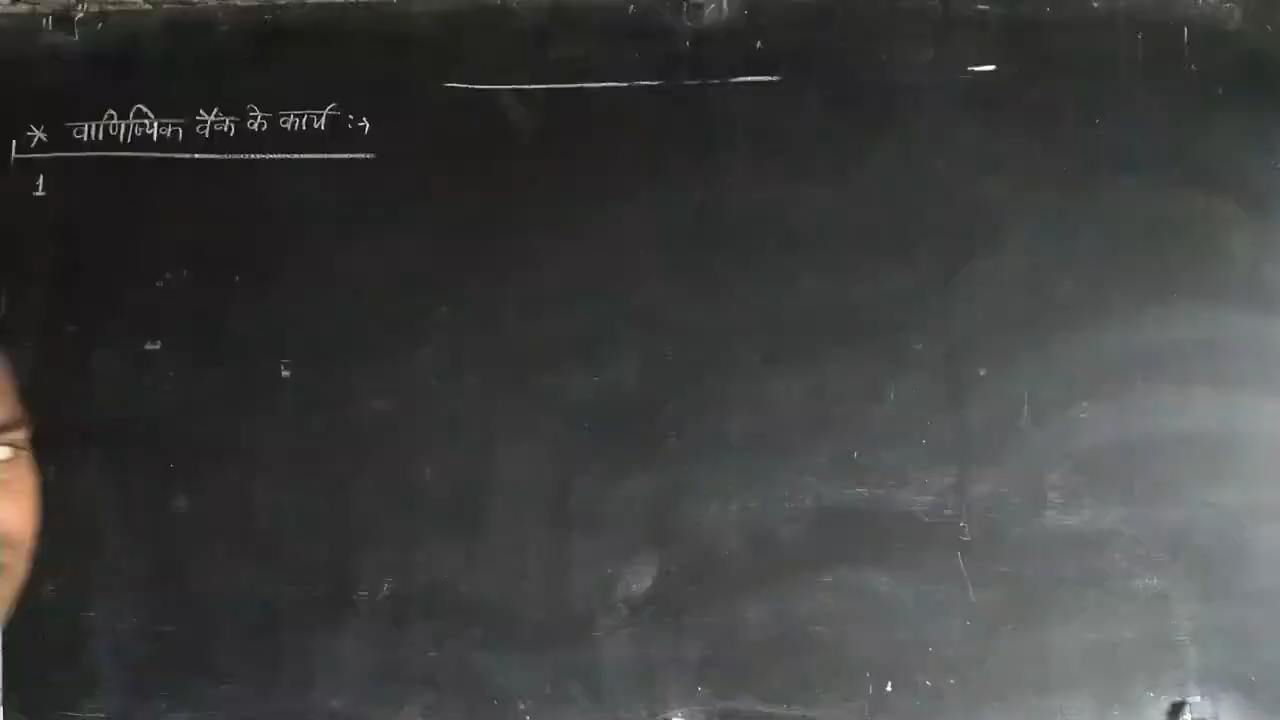 * वाणिज्यिक बैंक के कार्य :→
1